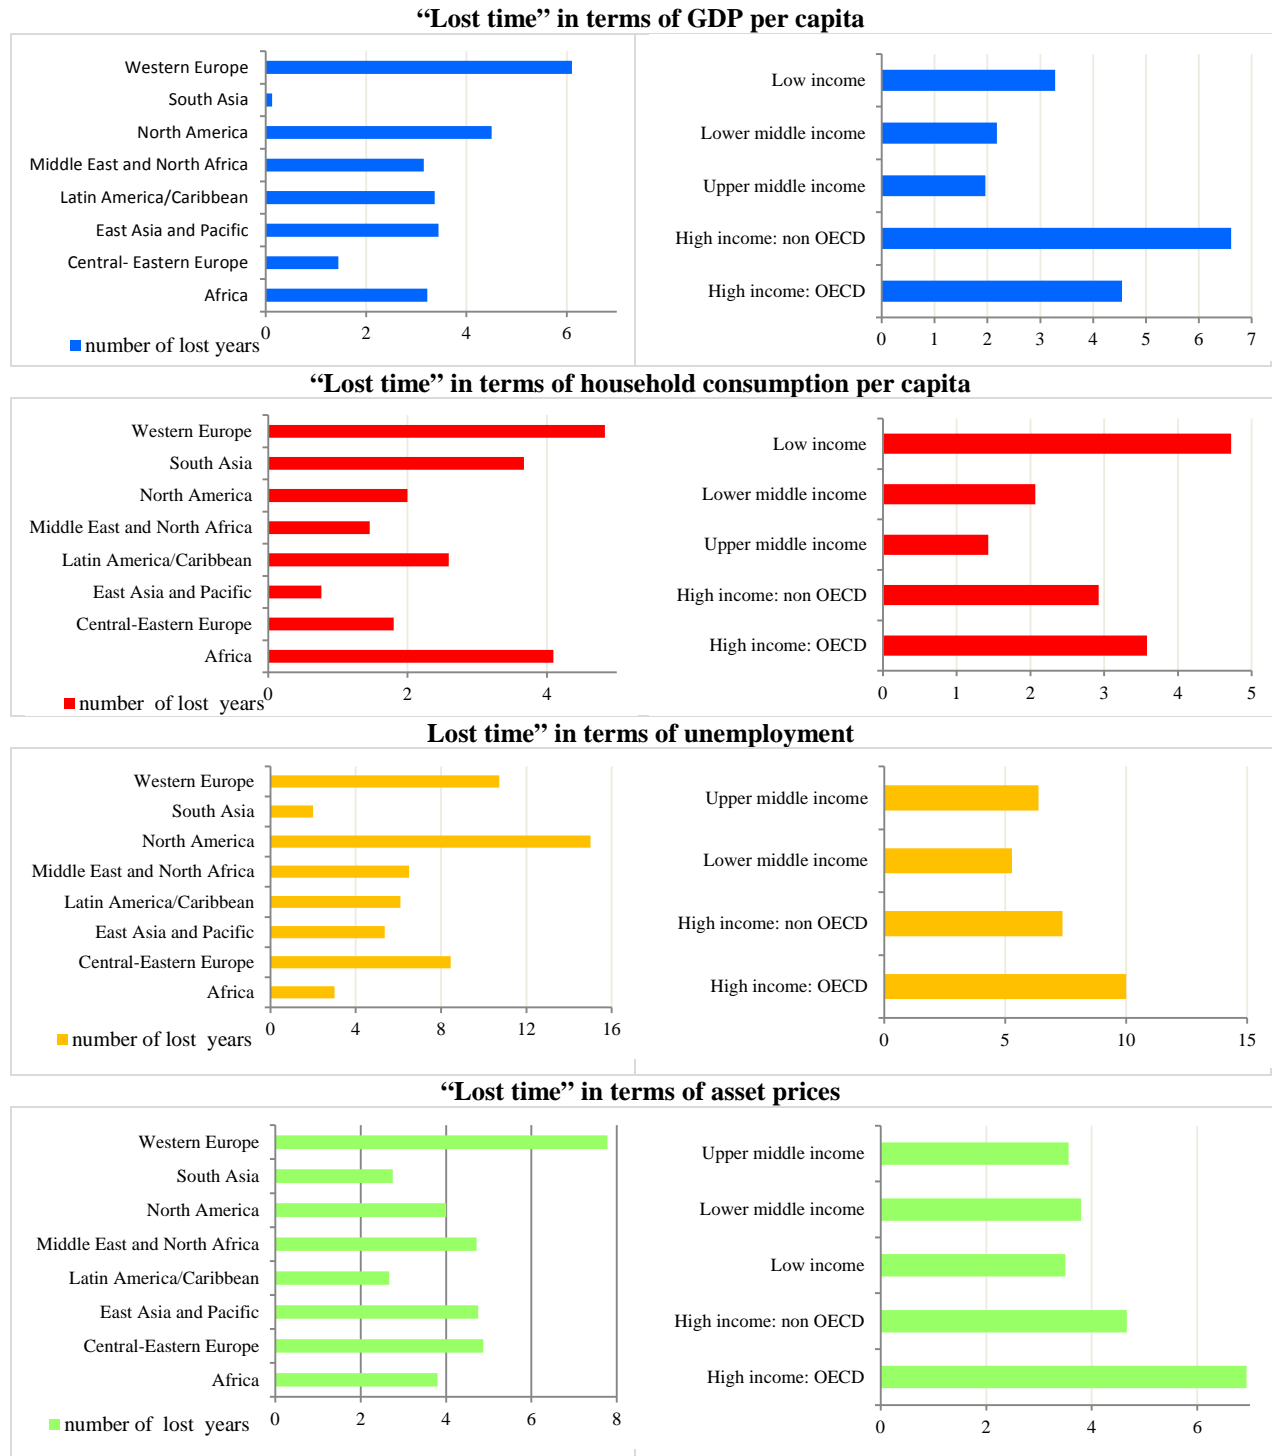 “Lost time” in terms of GDP per capita
Western Europe
South Asia
North America
Middle East and North Africa
Latin America/Caribbean
East Asia and Pacific
Central- Eastern Europe
Africa
0 2 4 6
number of lost years
Low income
Lower middle income
Upper middle income
High income: non OECD
High income: OECD
0 1 2 3 4 5 6 7
“Lost time” in terms of household consumption per capita
Western Europe
South Asia
North America
Middle East and North Africa
Latin America/Caribbean
East Asia and Pacific
Central-Eastern Europe
Africa
0 2 4
number of lost years
Low income
Lower middle income
Upper middle income
High income: non OECD
High income: OECD
0 1 2 3 4 5
Lost time” in terms of unemployment
Western Europe
South Asia
North America
Middle East and North Africa
Latin America/Caribbean
East Asia and Pacific
Central-Eastern Europe
Africa
0 4 8 12 16
number of lost years
Upper middle income
Lower middle income
High income: non OECD
High income: OECD
0 5 10 15
“Lost time” in terms of asset prices
Western Europe
South Asia
North America
Middle East and North Africa
Latin America/Caribbean
East Asia and Pacific
Central-Eastern Europe
Africa
0 2 4 6 8
number of lost years
Upper middle income
Lower middle income
Low income
High income: non OECD
High income: OECD
0 2 4 6